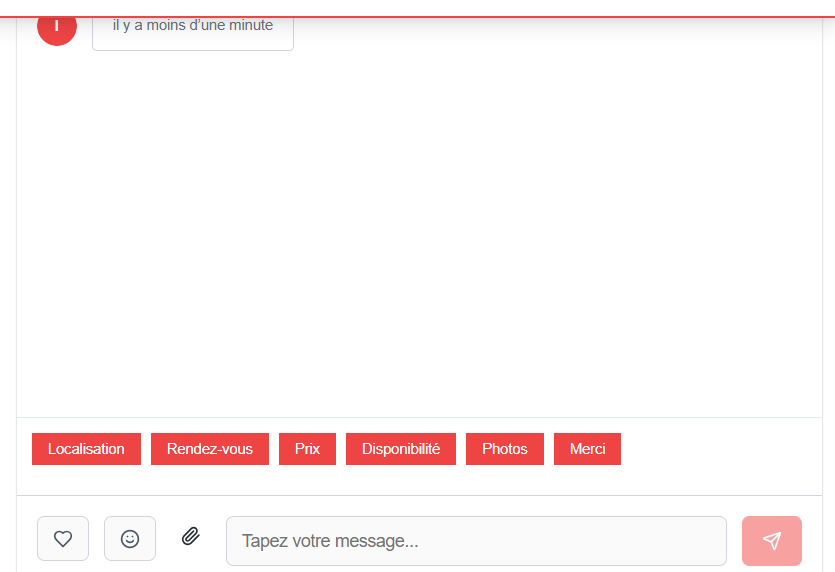 I
il y a moins d'une minute
Localisation
Rendez-vous
Prix
Disponibilité
Photos
Merci
Tapez votre message...